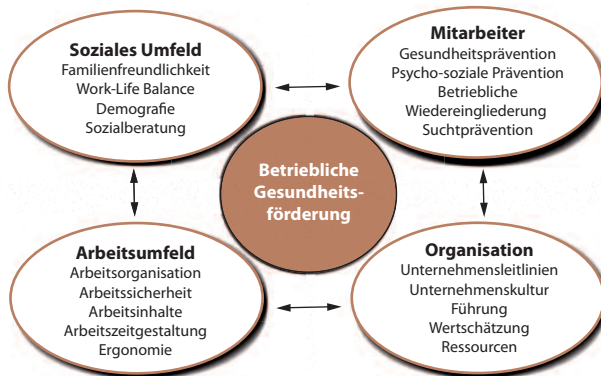 Soziales Umfeld
Familienfreundlichkeit
Work-Life Balance
Demografie
Sozialberatung
Mitarbeiter
Gesundheitsprävention
Psycho-soziale Prävention
Betriebliche
Wiedereingliederung
Suchtprävention
Betriebliche
Gesundheits-
förderung
Arbeitsumfeld
Arbeitsorganisation
Arbeitssicherheit
Arbeitsinhalte
Arbeitszeitgestaltung
Ergonomie
Organisation
Unternehmensleitlinien
Unternehmenskultur
Führung
Wertschätzung
Ressourcen